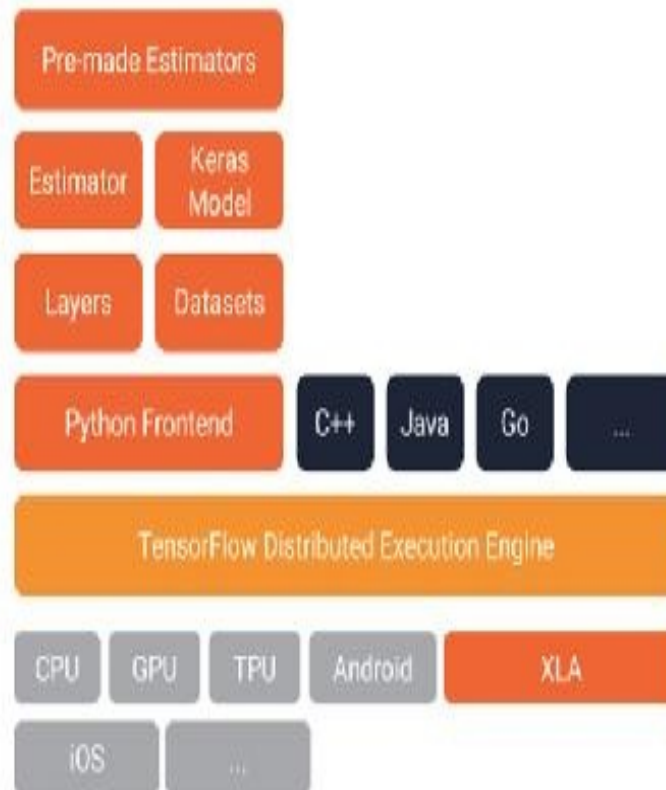 Pre-made Estimators
Estimator
Keras
Model
Layers
Datasets
Python Frontend
C++
Java
Go
...
TensorFlow Distributed Execution Engine
CPU
GPU
TPU
Android
XLA
iOS
...